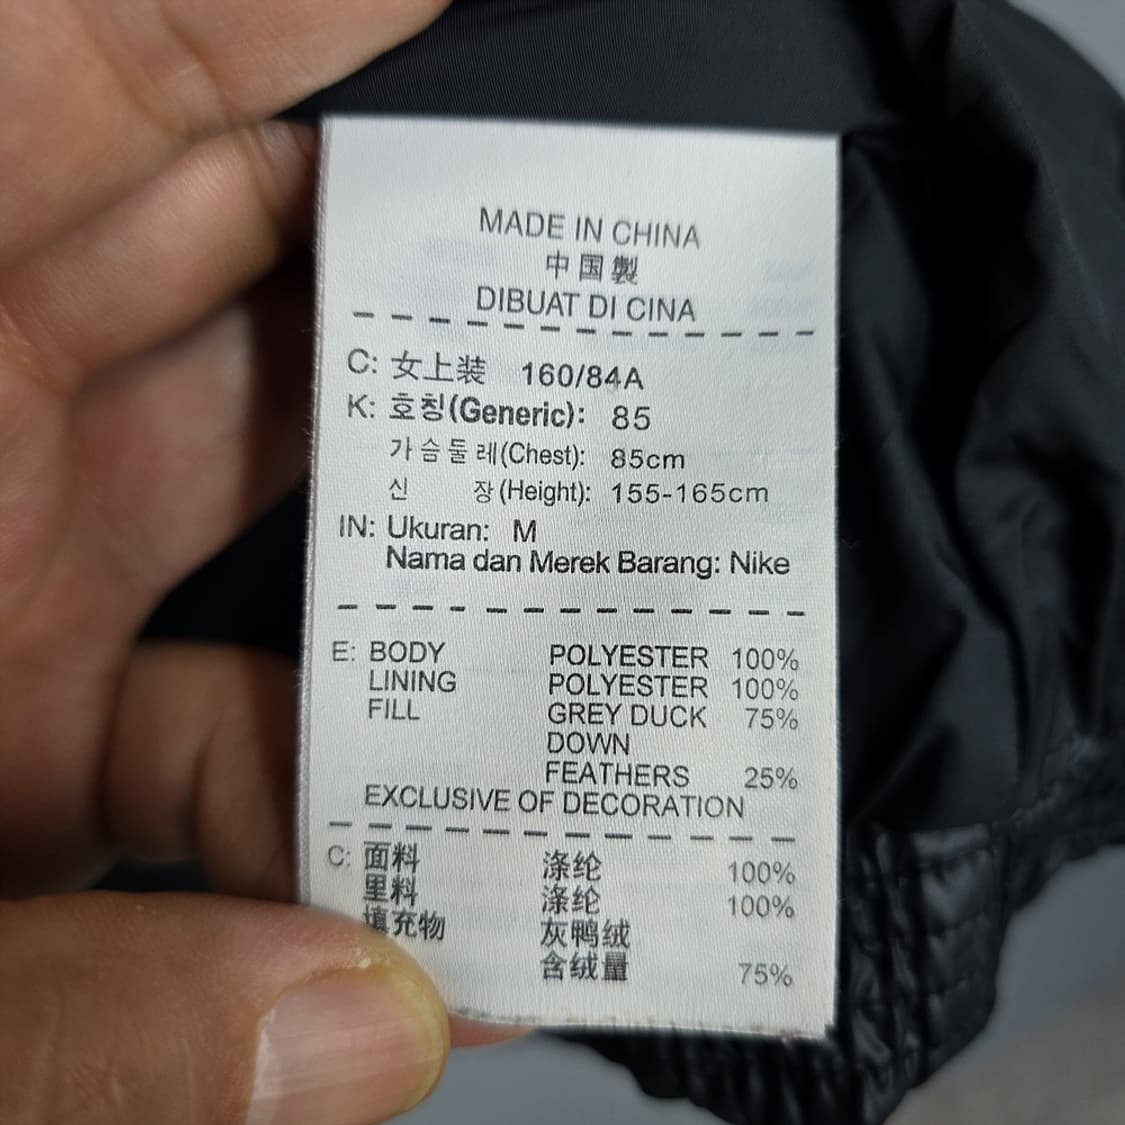 MADE IN CHINA
中国製
DIBUAT DI CINA
C: 女上装 160/84A
K: 호칭(Generic): 85
가슴둘레(Chest): 85cm
신 장(Height): 155-165cm
IN: Ukuran: M
Nama dan Merek Barang: Nike
E: BODY POLYESTER 100%
LINING POLYESTER 100%
FILL GREY DUCK 75%
DOWN
FEATHERS 25%
EXCLUSIVE OF DECORATION
C: 面料 涤纶 100%
里料 涤纶 100%
填充物 灰鸭绒
含绒量 75%